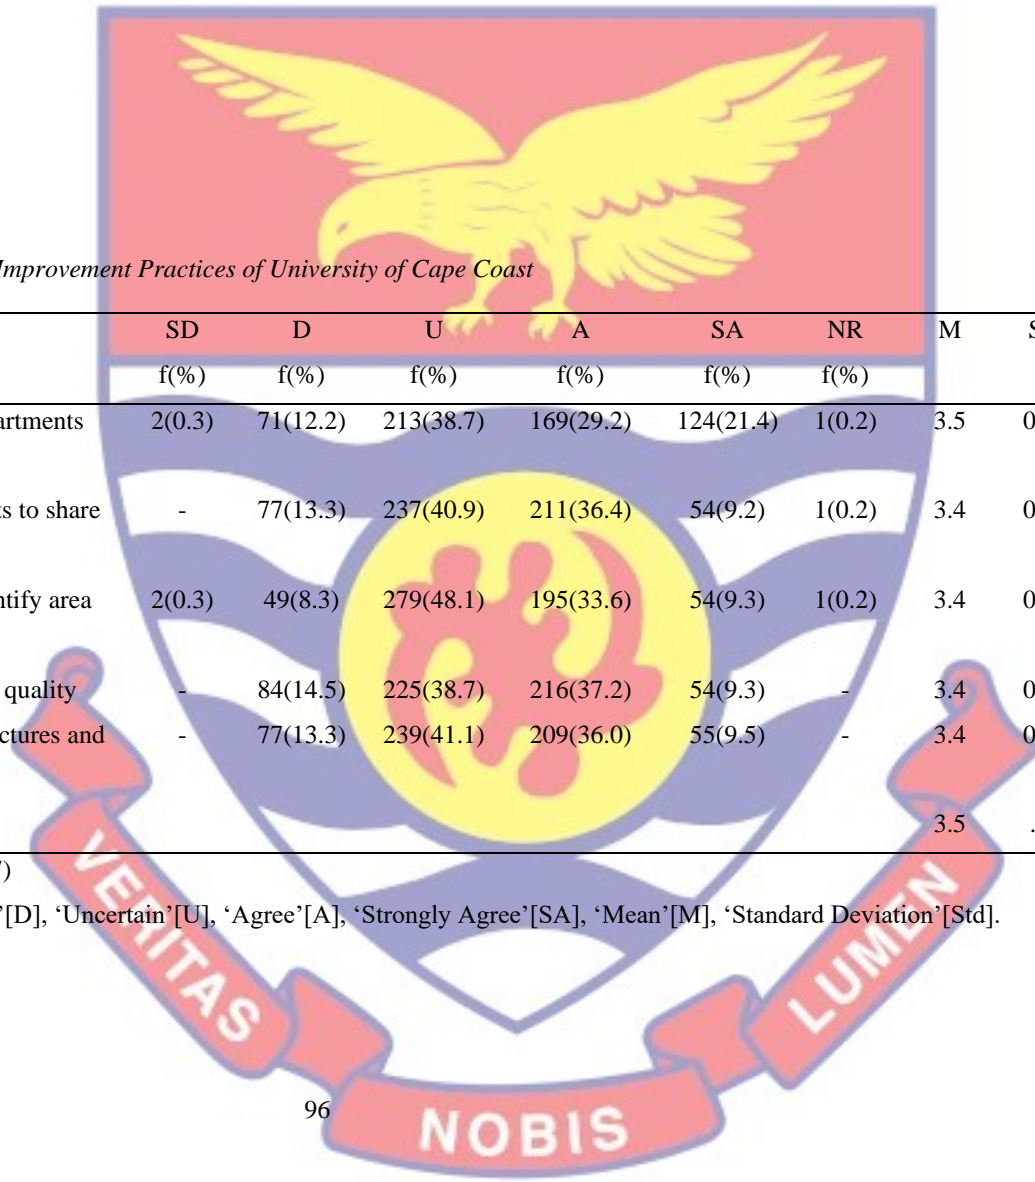 Improvement Practices of University of Cape Coast
SD D U A SA NR M S
f(%) f(%) f(%) f(%) f(%) f(%)
artments 2(0.3) 71(12.2) 213(38.7) 169(29.2) 124(21.4) 1(0.2) 3.5 0
ts to share - 77(13.3) 237(40.9) 211(36.4) 54(9.2) 1(0.2) 3.4 0
ntify area 2(0.3) 49(8.3) 279(48.1) 195(33.6) 54(9.3) 1(0.2) 3.4 0
quality - 84(14.5) 225(38.7) 216(37.2) 54(9.3) - 3.4 0
ctures and - 77(13.3) 239(41.1) 209(36.0) 55(9.5) - 3.4 0
3.5 .
)
’[D], ‘Uncertain’[U], ‘Agree’[A], ‘Strongly Agree’[SA], ‘Mean’[M], ‘Standard Deviation’[Std].
VERITAS
NOBIS
LUMEN
96